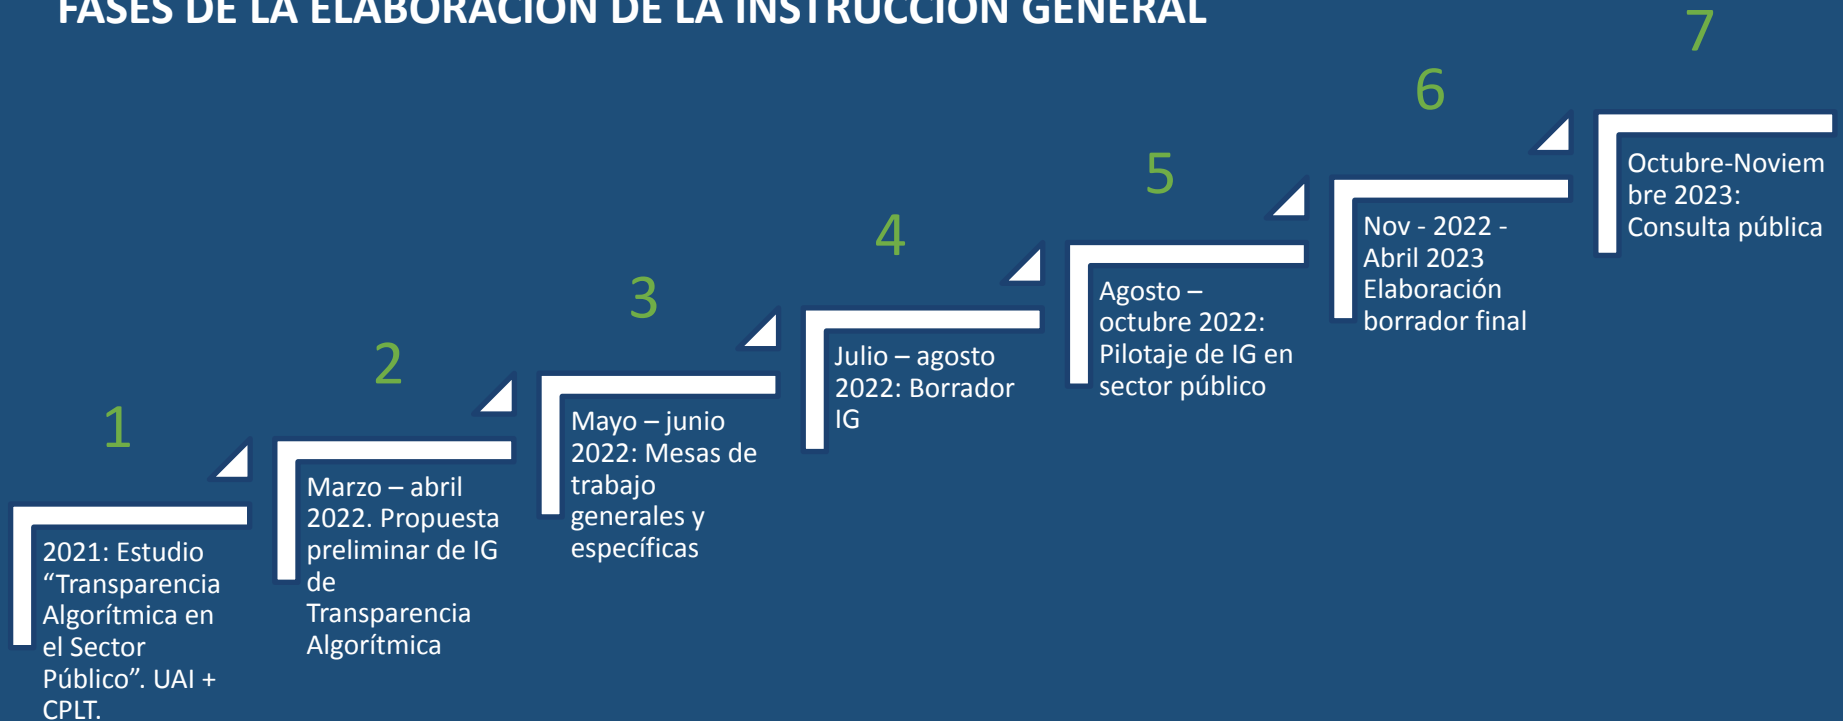 FASES DE LA ELABORACIÓN DE LA INSTRUCCIÓN GENERAL
1
2021: Estudio
“Transparencia
Algorítmica en
el Sector
Público”. UAI +
CPLT.
2
Marzo – abril
2022. Propuesta
preliminar de IG
de
Transparencia
Algorítmica
3
Mayo – junio
2022: Mesas de
trabajo
generales y
específicas
4
Julio – agosto
2022: Borrador
IG
5
Agosto –
octubre 2022:
Pilotaje de IG en
sector público
6
Nov - 2022 -
Abril 2023
Elaboración
borrador final
7
Octubre-Noviem
bre 2023:
Consulta pública